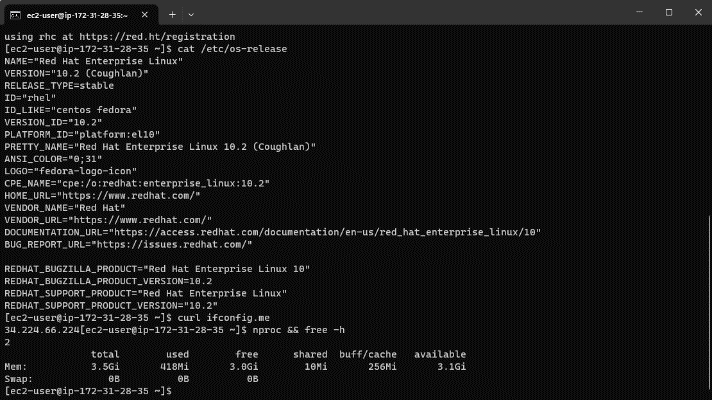 ec2-user@ip-172-31-28-35:~
using rhc at https://red.ht/registration
[ec2-user@ip-172-31-28-35 ~]$ cat /etc/os-release
NAME="Red Hat Enterprise Linux"
VERSION="10.2 (Coughlan)"
RELEASE_TYPE=stable
ID="rhel"
ID_LIKE="centos fedora"
VERSION_ID="10.2"
PLATFORM_ID="platform:el10"
PRETTY_NAME="Red Hat Enterprise Linux 10.2 (Coughlan)"
ANSI_COLOR="0;31"
LOGO="fedora-logo-icon"
CPE_NAME="cpe:/o:redhat:enterprise_linux:10.2"
HOME_URL="https://www.redhat.com/"
VENDOR_NAME="Red Hat"
VENDOR_URL="https://www.redhat.com/"
DOCUMENTATION_URL="https://access.redhat.com/documentation/en-us/red_hat_enterprise_linux/10"
BUG_REPORT_URL="https://issues.redhat.com/"

REDHAT_BUGZILLA_PRODUCT="Red Hat Enterprise Linux 10"
REDHAT_BUGZILLA_PRODUCT_VERSION=10.2
REDHAT_SUPPORT_PRODUCT="Red Hat Enterprise Linux"
REDHAT_SUPPORT_PRODUCT_VERSION="10.2"
[ec2-user@ip-172-31-28-35 ~]$ curl ifconfig.me
34.224.66.224[ec2-user@ip-172-31-28-35 ~]$ nproc && free -h
2
total used free shared buff/cache available
Mem: 3.5Gi 418Mi 3.0Gi 10Mi 256Mi 3.1Gi
Swap: 0B 0B 0B
[ec2-user@ip-172-31-28-35 ~]$